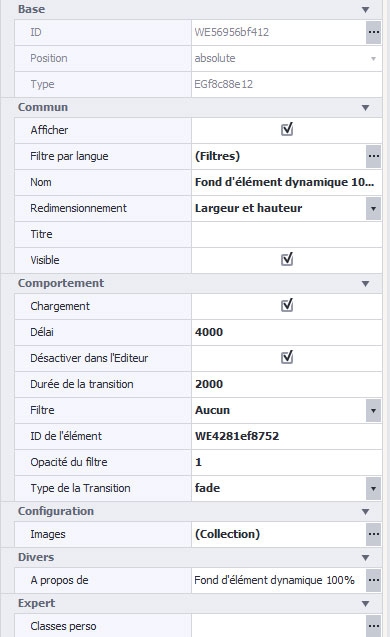 Base
ID WE56956bf412 ...
Position absolute
Type EGf8c88e12
Commun
Afficher
Filtre par langue (Filtres) ...
Nom Fond d'élément dynamique 10...
Redimensionnement Largeur et hauteur
Titre
Visible
Comportement
Chargement
Délai 4000
Désactiver dans l'Editeur
Durée de la transition 2000
Filtre Aucun
ID de l'élément WE4281ef8752
Opacité du filtre 1
Type de la Transition fade
Configuration
Images (Collection) ...
Divers
A propos de Fond d'élément dynamique 100% ...
Expert
Classes perso ...